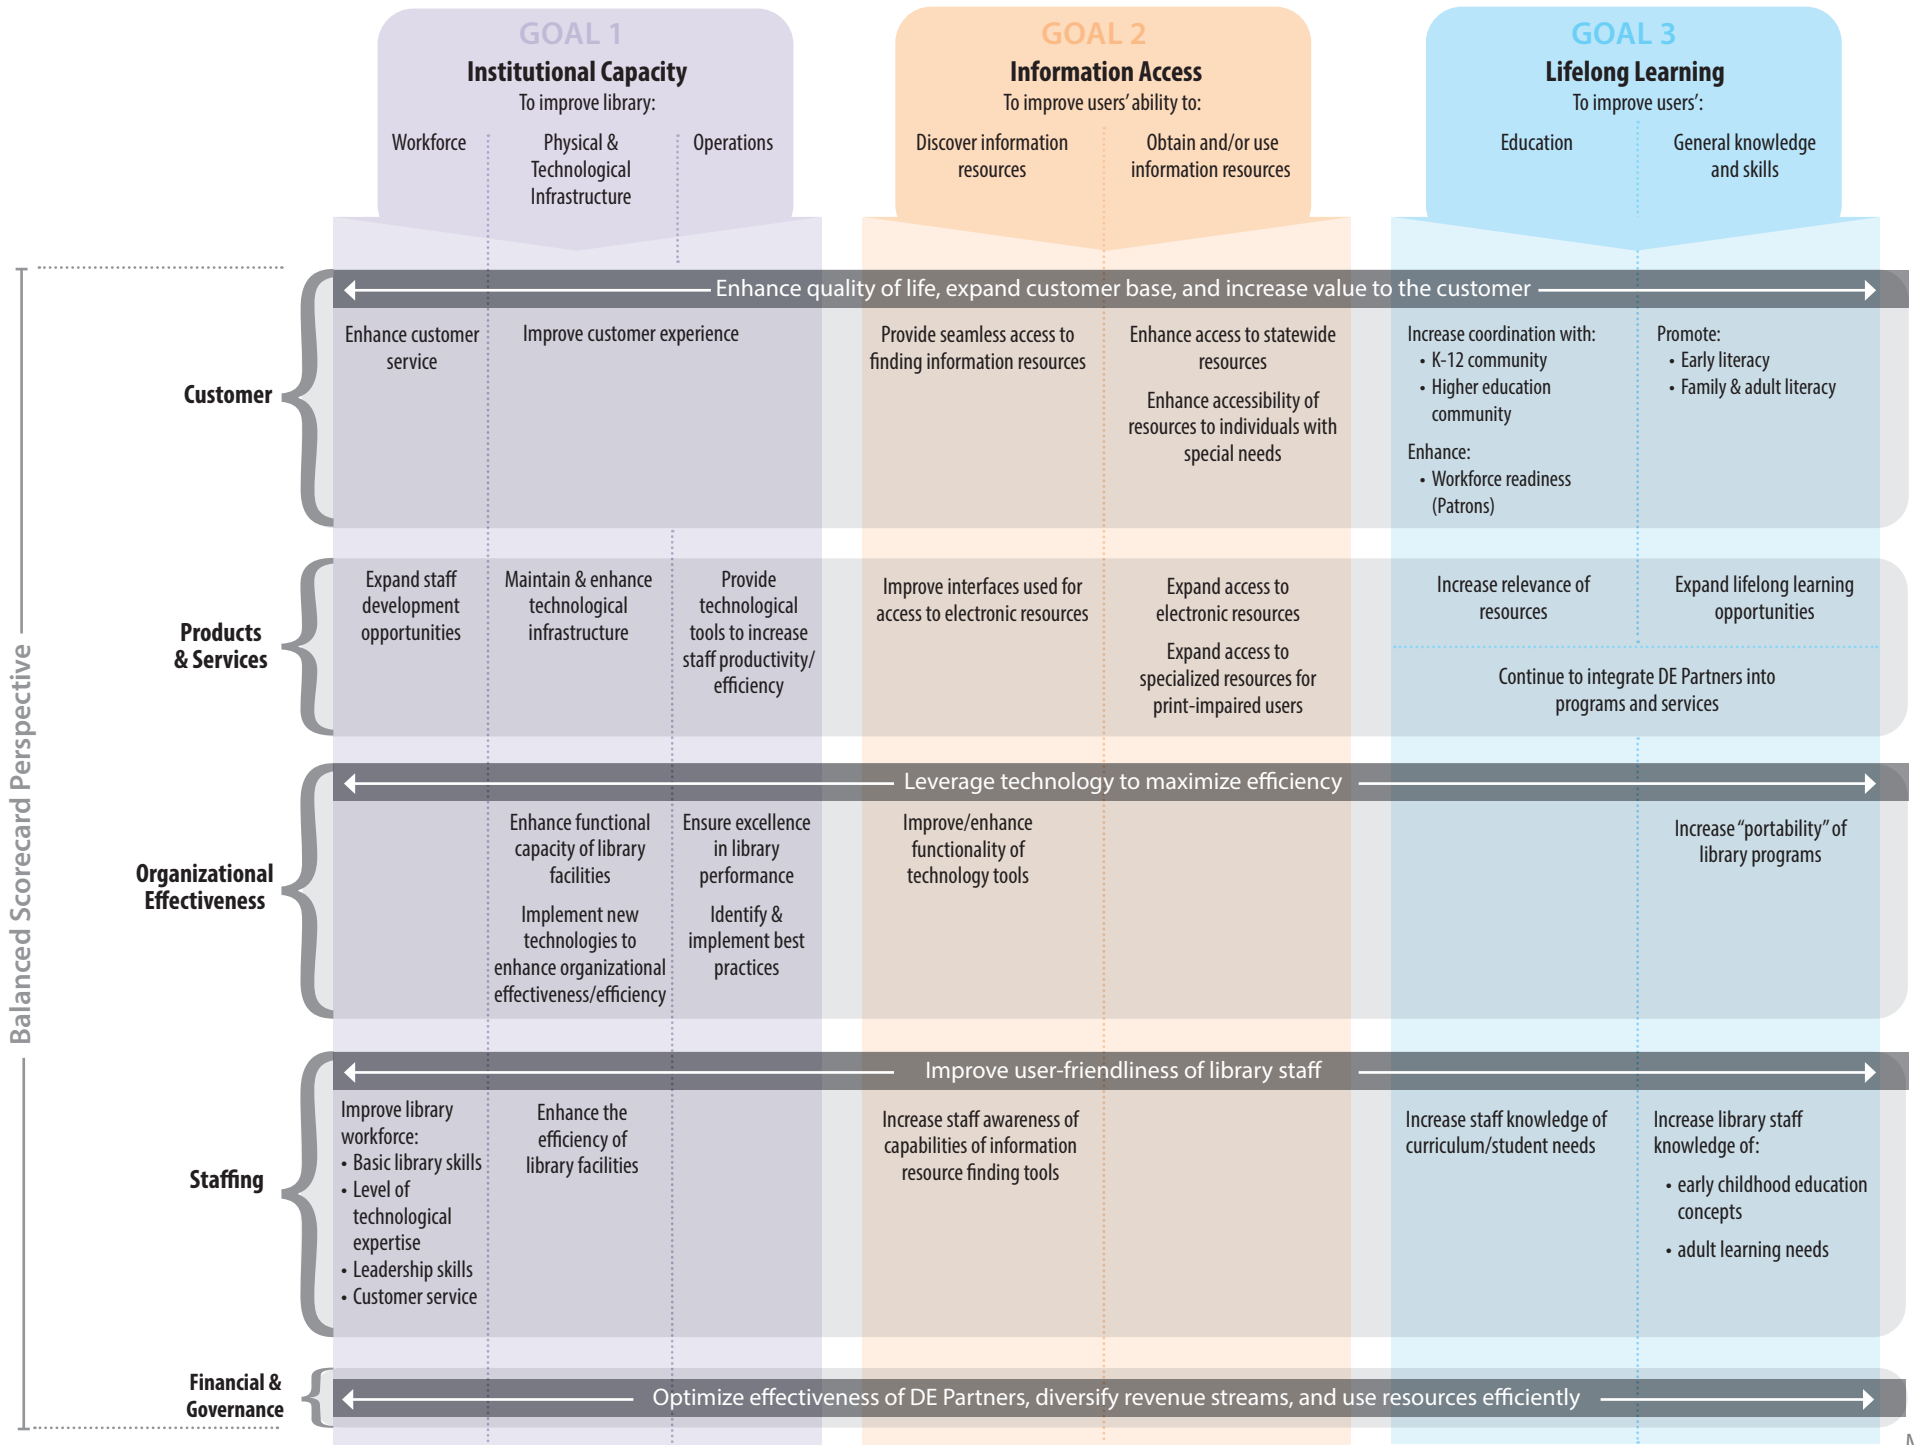 GOAL 1
Institutional Capacity
To improve library:
Workforce
Physical &
Technological
Infrastructure
Operations
GOAL 2
Information Access
To improve users' ability to:
Discover information
resources
Obtain and/or use
information resources
GOAL 3
Lifelong Learning
To improve users':
Education
General knowledge
and skills
Balanced Scorecard Perspective
Customer
Enhance quality of life, expand customer base, and increase value to the customer
Enhance customer
service
Improve customer experience
Provide seamless access to
finding information resources
Enhance access to statewide
resources
Enhance accessibility of
resources to individuals with
special needs
Increase coordination with:
• K-12 community
• Higher education
community
Enhance:
• Workforce readiness
(Patrons)
Promote:
• Early literacy
• Family & adult literacy
Products
& Services
Expand staff
development
opportunities
Maintain & enhance
technological
infrastructure
Provide
technological
tools to increase
staff productivity/
efficiency
Improve interfaces used for
access to electronic resources
Expand access to
electronic resources
Expand access to
specialized resources for
print-impaired users
Increase relevance of
resources
Expand lifelong learning
opportunities
Continue to integrate DE Partners into
programs and services
Organizational
Effectiveness
Leverage technology to maximize efficiency
Enhance functional
capacity of library
facilities
Implement new
technologies to
enhance organizational
effectiveness/efficiency
Ensure excellence
in library
performance
Identify &
implement best
practices
Improve/enhance
functionality of
technology tools
Increase "portability" of
library programs
Staffing
Improve user-friendliness of library staff
Improve library
workforce:
• Basic library skills
• Level of
technological
expertise
• Leadership skills
• Customer service
Enhance the
efficiency of
library facilities
Increase staff awareness of
capabilities of information
resource finding tools
Increase staff knowledge of
curriculum/student needs
Increase library staff
knowledge of:
• early childhood education
concepts
• adult learning needs
Financial &
Governance
Optimize effectiveness of DE Partners, diversify revenue streams, and use resources efficiently